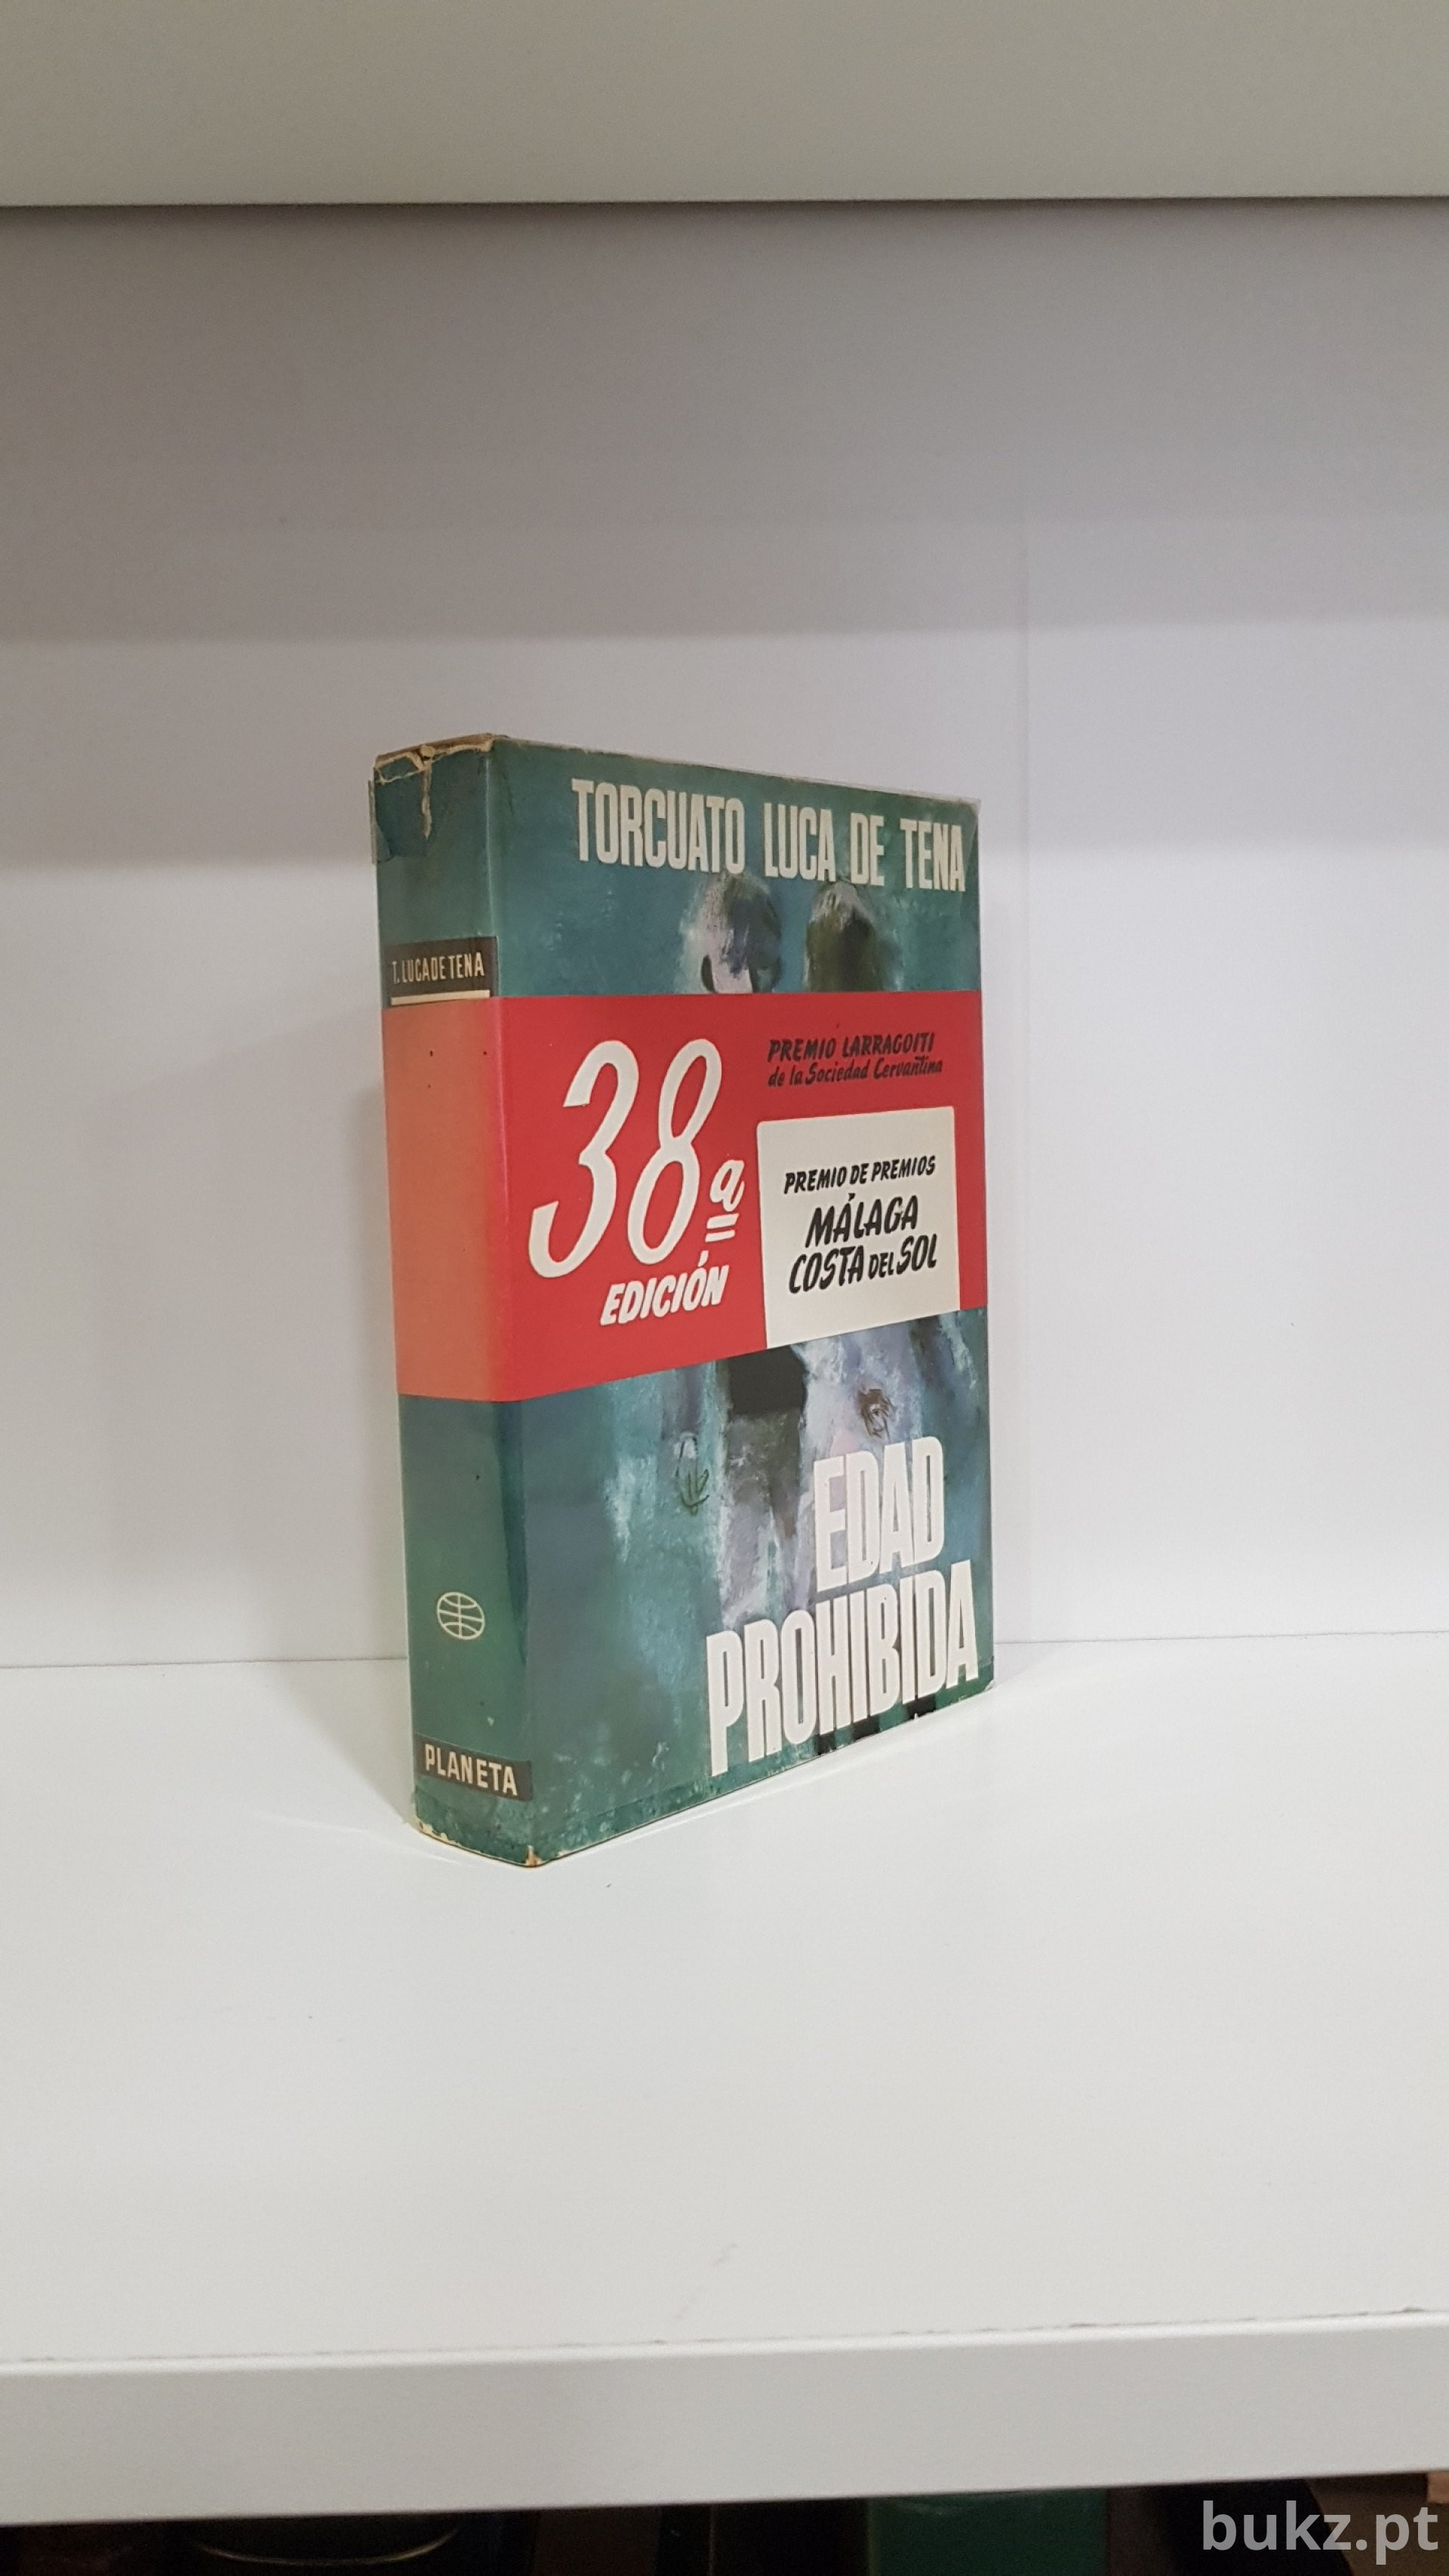 TORCUATO LUCA DE TENA
T. LUCA DE TENA
38ª
EDICIÓN
PREMIO LARRAGOITI
de la Sociedad Cervantina
PREMIO DE PREMIOS
MÁLAGA
COSTA DEL SOL
EDAD
PROHIBIDA
PLANETA
bukz.pt